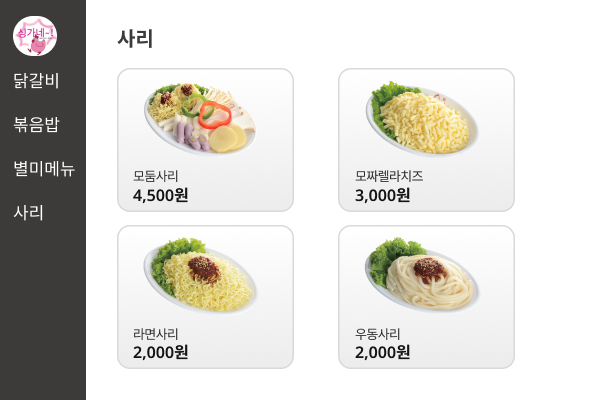 싱가네~!
닭갈비
볶음밥
별미메뉴
사리
사리
모둠사리
4,500원
모짜렐라치즈
3,000원
라면사리
2,000원
우동사리
2,000원